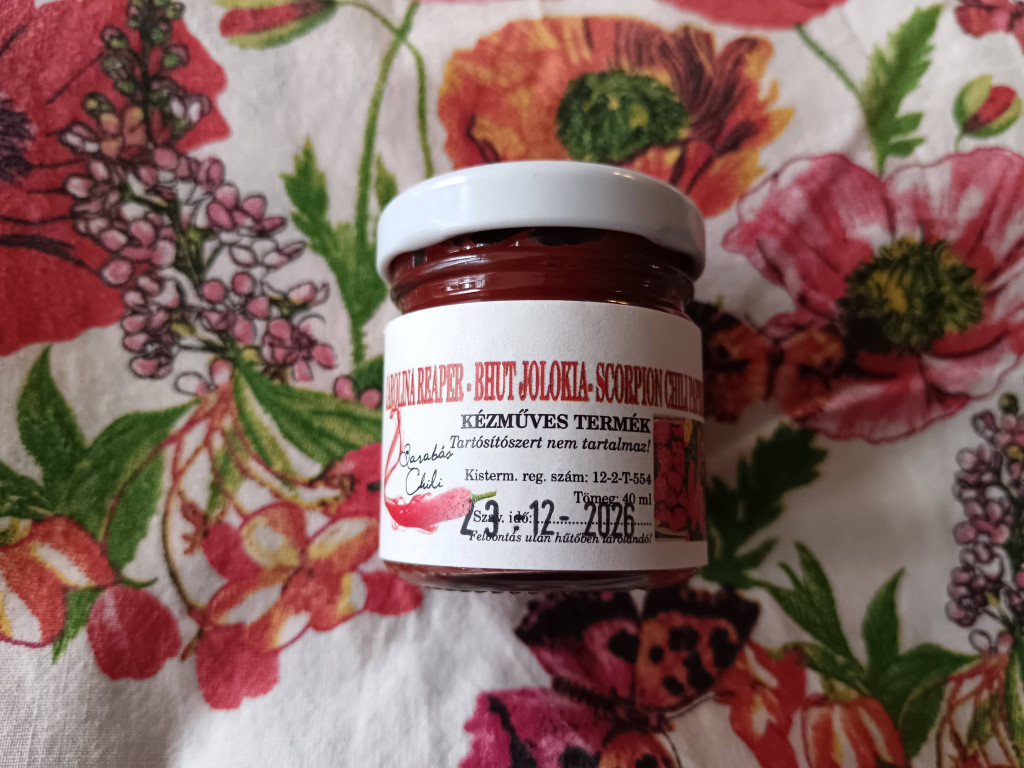 AROLINA REAPER - BHUT JOLOKIA- SCORPION CHILI
KÉZMŰVES TERMÉK
Tartósítószert nem tartalmaz!
Barabás
Chili
Kisterm. reg. szám: 12-2-T-554
Tömeg: 40 ml
Szav. idő: 23.12-2026
Felbontás után hűtőben tárolandó!